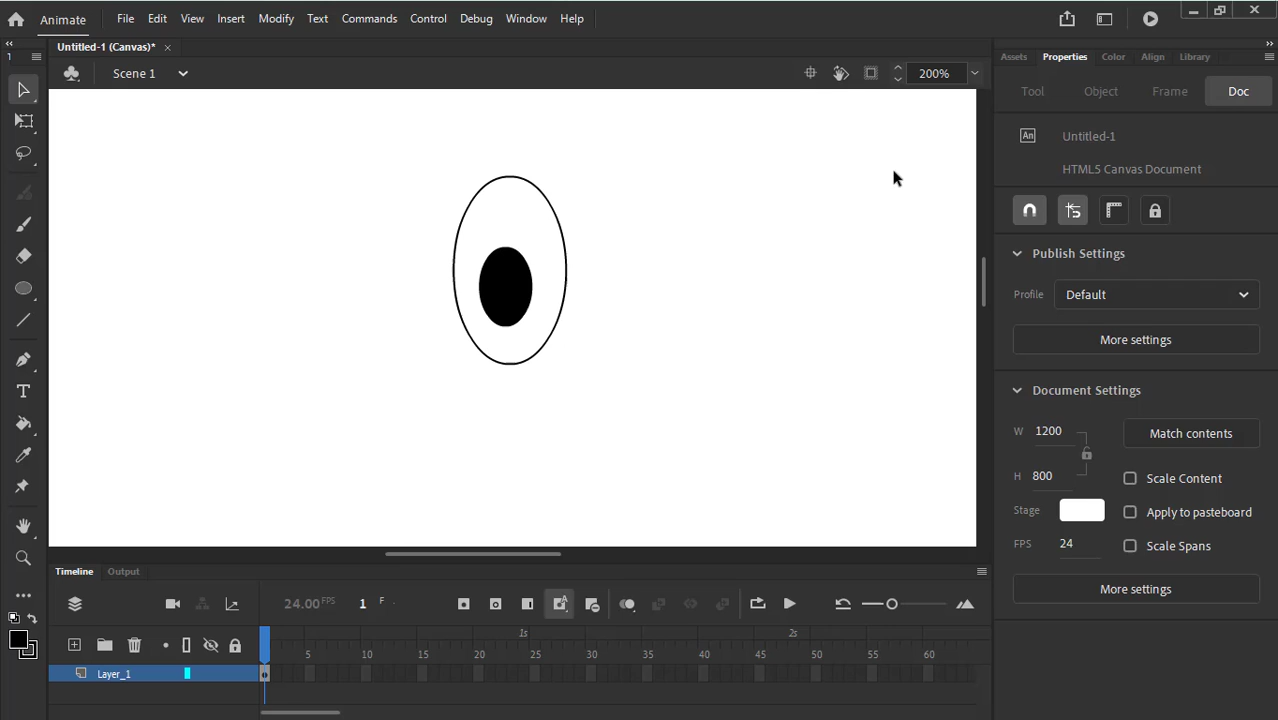 Animate File Edit View Insert Modify Text Commands Control Debug Window Help
1 Untitled-1 (Canvas)*
Assets Properties Color Align Library
Scene 1 200%
Tool Object Frame Doc
An Untitled-1
HTML5 Canvas Document
Publish Settings
Profile Default
More settings
Document Settings
W 1200 Match contents
H 800 Scale Content
Stage Apply to pasteboard
FPS 24 Scale Spans
More settings
Timeline Output
24.00 FPS 1 F
1s 2s
5 10 15 20 25 30 35 40 45 50 55 60
Layer_1